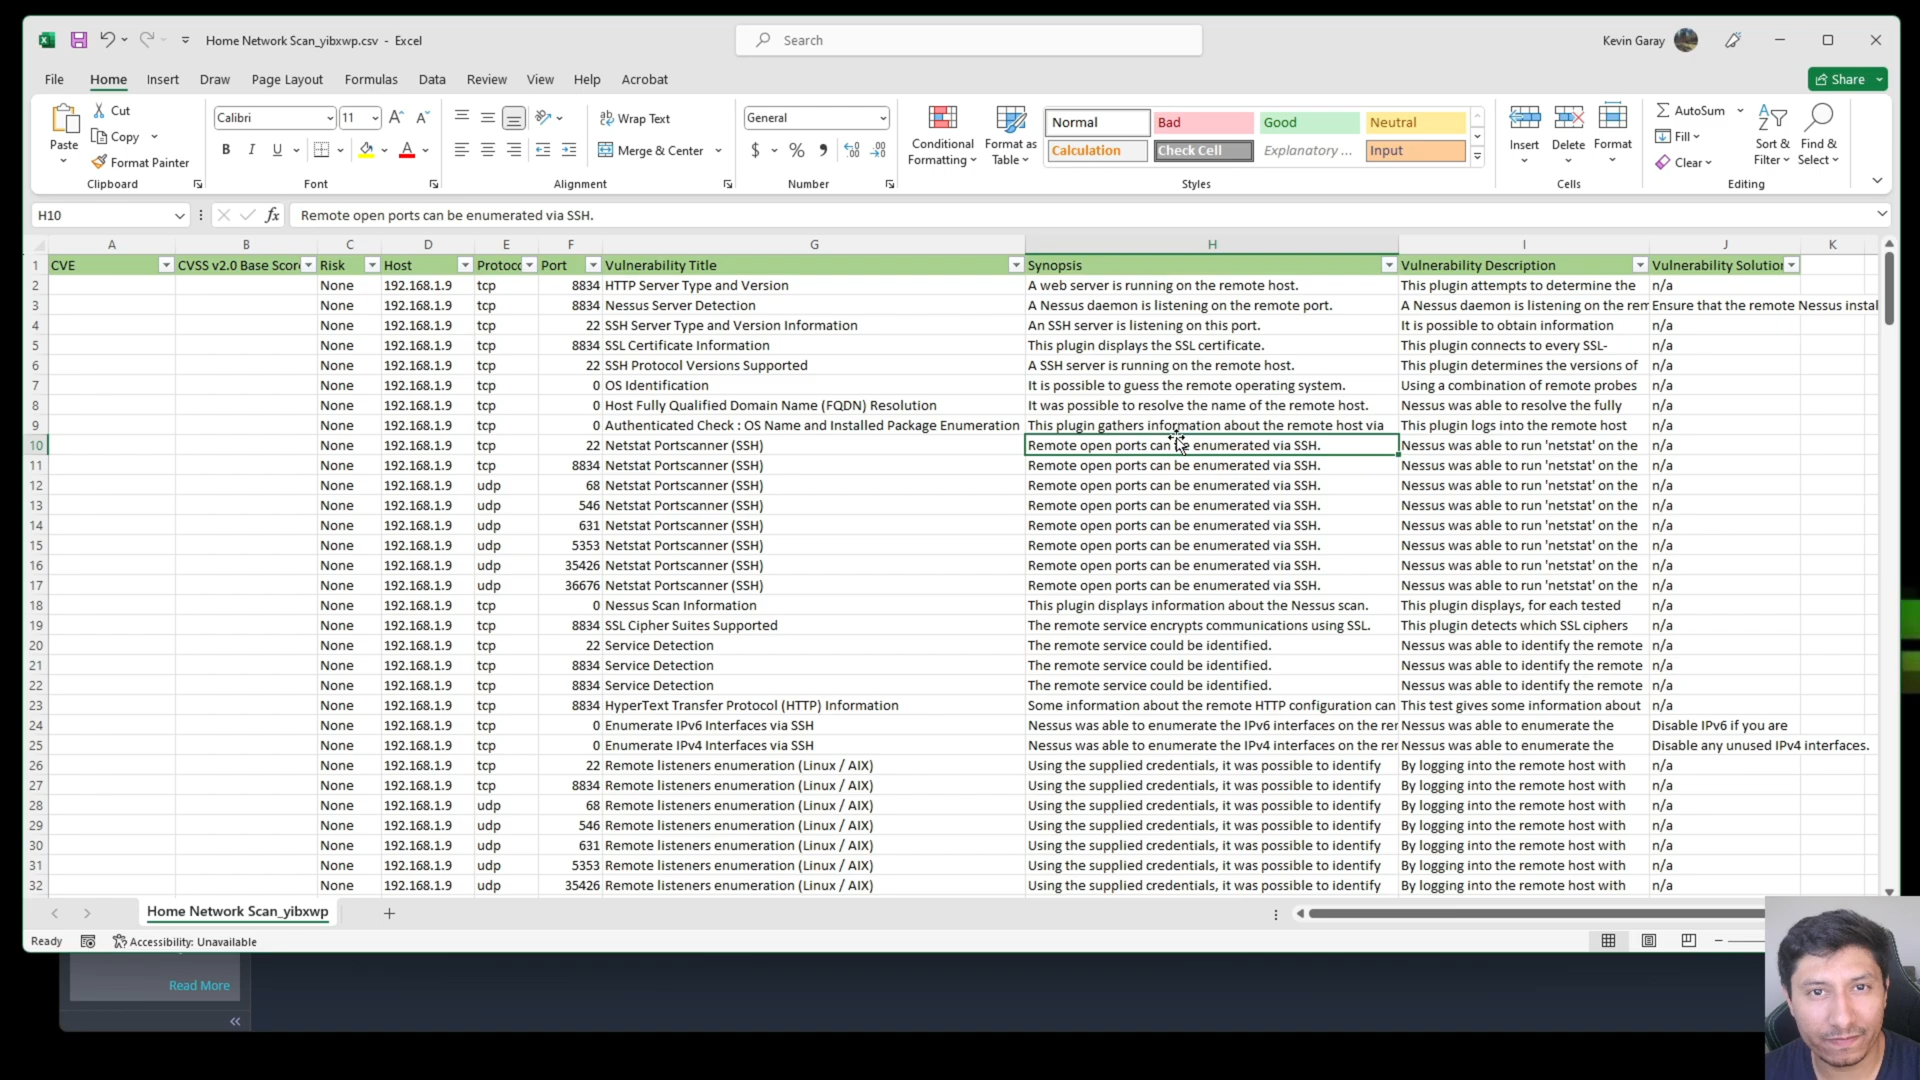 Home Network Scan_yibxwp.csv - Excel
Search
Kevin Garay
File Home Insert Draw Page Layout Formulas Data Review View Help Acrobat
Share
Paste
Cut
Copy
Format Painter
Clipboard
Calibri 11
B I U
Font
Wrap Text
Merge & Center
Alignment
General
$ % 9
Number
Conditional Formatting
Format as Table
Normal Bad Good Neutral
Calculation Check Cell Explanatory ... Input
Styles
Insert Delete Format
Cells
AutoSum
Fill
Clear
Sort & Filter
Find & Select
Editing
H10
fx
Remote open ports can be enumerated via SSH.
A B C D E F G H I J K
1 CVE CVSS v2.0 Base Score Risk Host Protoco Port Vulnerability Title Synopsis Vulnerability Description Vulnerability Solution
2 None 192.168.1.9 tcp 8834 HTTP Server Type and Version A web server is running on the remote host. This plugin attempts to determine the n/a
3 None 192.168.1.9 tcp 8834 Nessus Server Detection A Nessus daemon is listening on the remote port. A Nessus daemon is listening on the rem Ensure that the remote Nessus instal
4 None 192.168.1.9 tcp 22 SSH Server Type and Version Information An SSH server is listening on this port. It is possible to obtain information n/a
5 None 192.168.1.9 tcp 8834 SSL Certificate Information This plugin displays the SSL certificate. This plugin connects to every SSL- n/a
6 None 192.168.1.9 tcp 22 SSH Protocol Versions Supported A SSH server is running on the remote host. This plugin determines the versions of n/a
7 None 192.168.1.9 tcp 0 OS Identification It is possible to guess the remote operating system. Using a combination of remote probes n/a
8 None 192.168.1.9 tcp 0 Host Fully Qualified Domain Name (FQDN) Resolution It was possible to resolve the name of the remote host. Nessus was able to resolve the fully n/a
9 None 192.168.1.9 tcp 0 Authenticated Check : OS Name and Installed Package Enumeration This plugin gathers information about the remote host via This plugin logs into the remote host n/a
10 None 192.168.1.9 tcp 22 Netstat Portscanner (SSH) Remote open ports can be enumerated via SSH. Nessus was able to run 'netstat' on the n/a
11 None 192.168.1.9 tcp 8834 Netstat Portscanner (SSH) Remote open ports can be enumerated via SSH. Nessus was able to run 'netstat' on the n/a
12 None 192.168.1.9 udp 68 Netstat Portscanner (SSH) Remote open ports can be enumerated via SSH. Nessus was able to run 'netstat' on the n/a
13 None 192.168.1.9 udp 546 Netstat Portscanner (SSH) Remote open ports can be enumerated via SSH. Nessus was able to run 'netstat' on the n/a
14 None 192.168.1.9 udp 631 Netstat Portscanner (SSH) Remote open ports can be enumerated via SSH. Nessus was able to run 'netstat' on the n/a
15 None 192.168.1.9 udp 5353 Netstat Portscanner (SSH) Remote open ports can be enumerated via SSH. Nessus was able to run 'netstat' on the n/a
16 None 192.168.1.9 udp 35426 Netstat Portscanner (SSH) Remote open ports can be enumerated via SSH. Nessus was able to run 'netstat' on the n/a
17 None 192.168.1.9 udp 36676 Netstat Portscanner (SSH) Remote open ports can be enumerated via SSH. Nessus was able to run 'netstat' on the n/a
18 None 192.168.1.9 tcp 0 Nessus Scan Information This plugin displays information about the Nessus scan. This plugin displays, for each tested n/a
19 None 192.168.1.9 tcp 8834 SSL Cipher Suites Supported The remote service encrypts communications using SSL. This plugin detects which SSL ciphers n/a
20 None 192.168.1.9 tcp 22 Service Detection The remote service could be identified. Nessus was able to identify the remote n/a
21 None 192.168.1.9 tcp 8834 Service Detection The remote service could be identified. Nessus was able to identify the remote n/a
22 None 192.168.1.9 tcp 8834 Service Detection The remote service could be identified. Nessus was able to identify the remote n/a
23 None 192.168.1.9 tcp 8834 HyperText Transfer Protocol (HTTP) Information Some information about the remote HTTP configuration can This test gives some information about n/a
24 None 192.168.1.9 tcp 0 Enumerate IPv6 Interfaces via SSH Nessus was able to enumerate the IPv6 interfaces on the rer Nessus was able to enumerate the Disable IPv6 if you are
25 None 192.168.1.9 tcp 0 Enumerate IPv4 Interfaces via SSH Nessus was able to enumerate the IPv4 interfaces on the rer Nessus was able to enumerate the Disable any unused IPv4 interfaces.
26 None 192.168.1.9 tcp 22 Remote listeners enumeration (Linux / AIX) Using the supplied credentials, it was possible to identify By logging into the remote host with n/a
27 None 192.168.1.9 tcp 8834 Remote listeners enumeration (Linux / AIX) Using the supplied credentials, it was possible to identify By logging into the remote host with n/a
28 None 192.168.1.9 udp 68 Remote listeners enumeration (Linux / AIX) Using the supplied credentials, it was possible to identify By logging into the remote host with n/a
29 None 192.168.1.9 udp 546 Remote listeners enumeration (Linux / AIX) Using the supplied credentials, it was possible to identify By logging into the remote host with n/a
30 None 192.168.1.9 udp 631 Remote listeners enumeration (Linux / AIX) Using the supplied credentials, it was possible to identify By logging into the remote host with n/a
31 None 192.168.1.9 udp 5353 Remote listeners enumeration (Linux / AIX) Using the supplied credentials, it was possible to identify By logging into the remote host with n/a
32 None 192.168.1.9 udp 35426 Remote listeners enumeration (Linux / AIX) Using the supplied credentials, it was possible to identify By logging into the remote host with n/a
Home Network Scan_yibxwp
Ready Accessibility: Unavailable
Read More